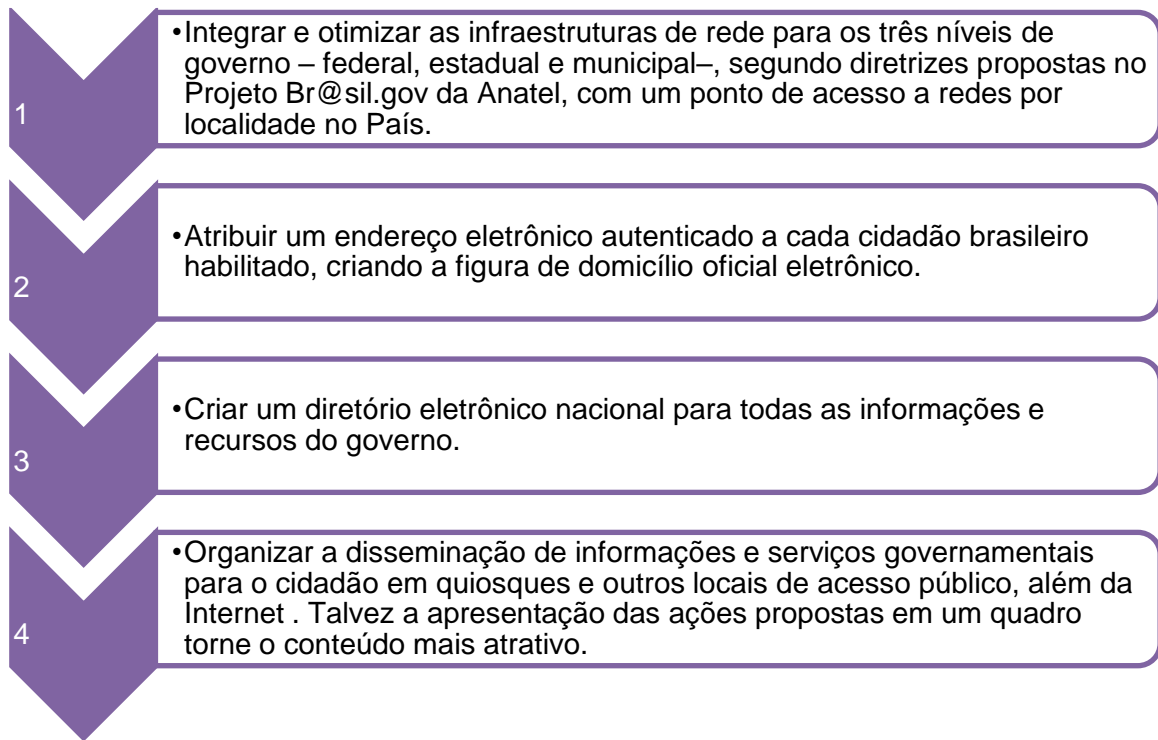 1
•Integrar e otimizar as infraestruturas de rede para os três níveis de
governo – federal, estadual e municipal–, segundo diretrizes propostas no
Projeto Br@sil.gov da Anatel, com um ponto de acesso a redes por
localidade no País.
2
•Atribuir um endereço eletrônico autenticado a cada cidadão brasileiro
habilitado, criando a figura de domicílio oficial eletrônico.
3
•Criar um diretório eletrônico nacional para todas as informações e
recursos do governo.
4
•Organizar a disseminação de informações e serviços governamentais
para o cidadão em quiosques e outros locais de acesso público, além da
Internet . Talvez a apresentação das ações propostas em um quadro
torne o conteúdo mais atrativo.